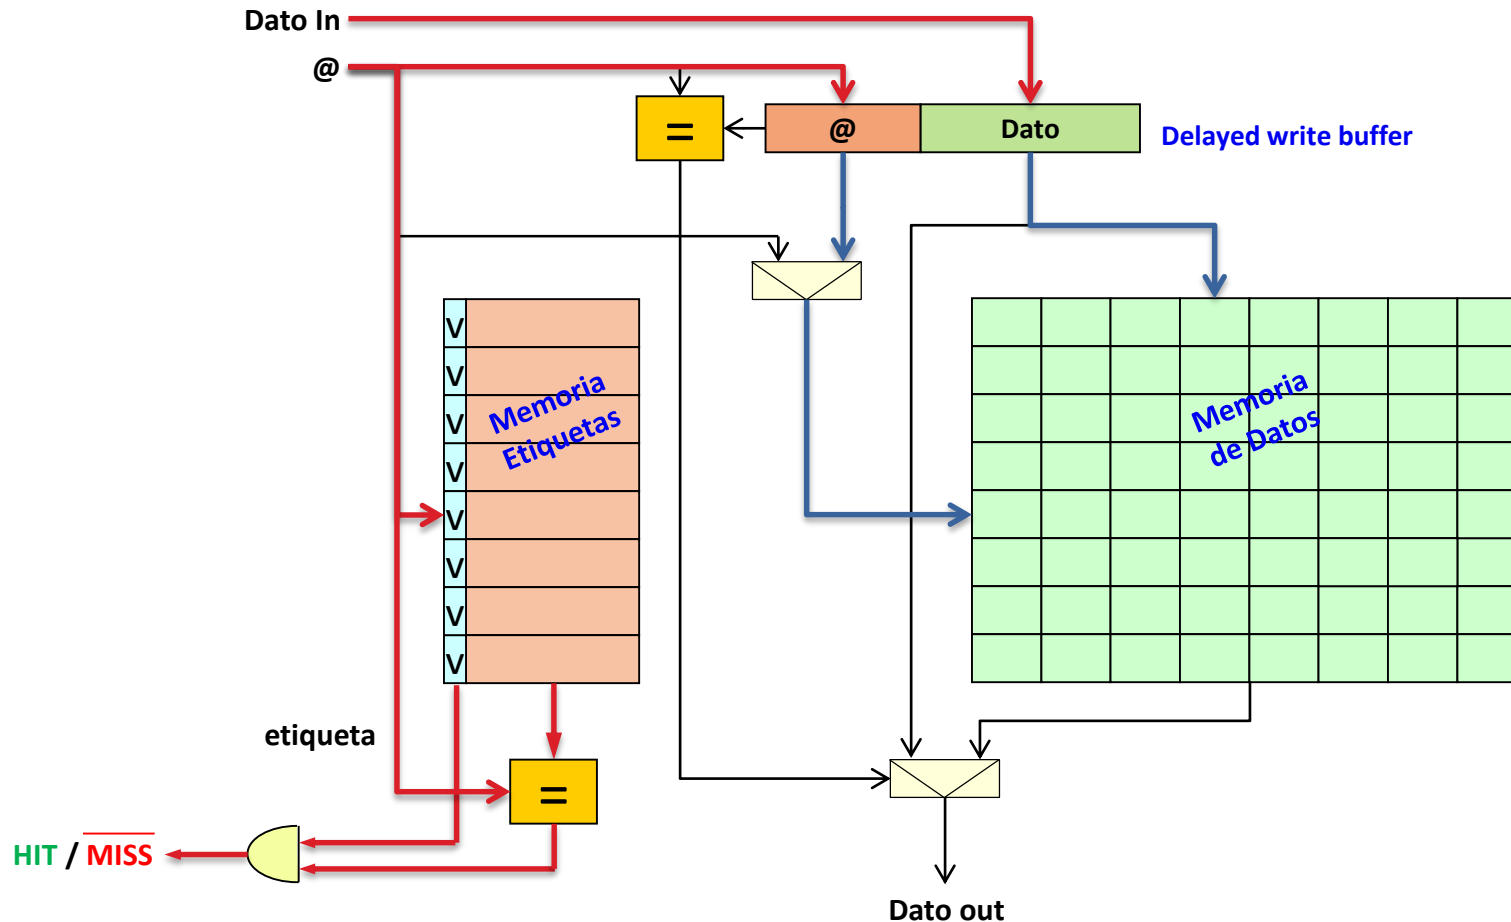 Dato In
@
=
@
Dato
Delayed write buffer
V
V
V
V
V
V
V
V
Memoria
Etiquetas
Memoria
de Datos
etiqueta
=
HIT / MISS
Dato out